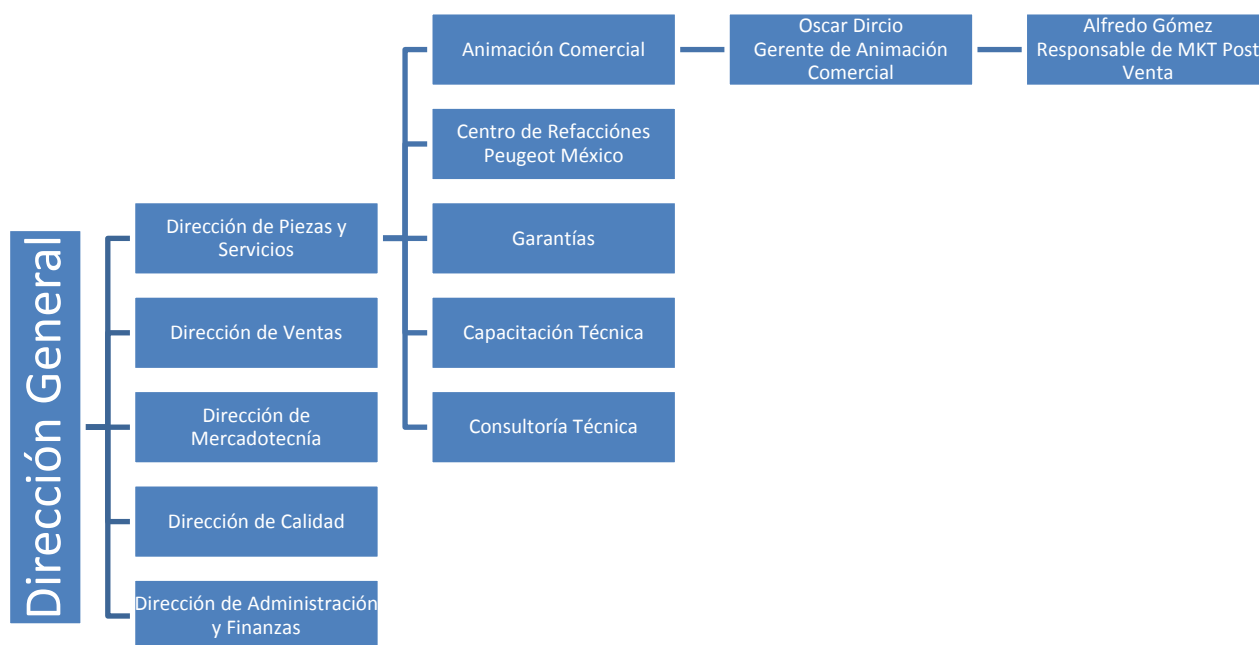 Dirección General
Dirección de Piezas y
Servicios
Animación Comercial
Oscar Dircio
Gerente de Animación
Comercial
Alfredo Gómez
Responsable de MKT Post
Venta
Centro de Refacciónes
Peugeot México
Garantías
Capacitación Técnica
Consultoría Técnica
Dirección de Ventas
Dirección de
Mercadotecnía
Dirección de Calidad
Dirección de Administración
y Finanzas